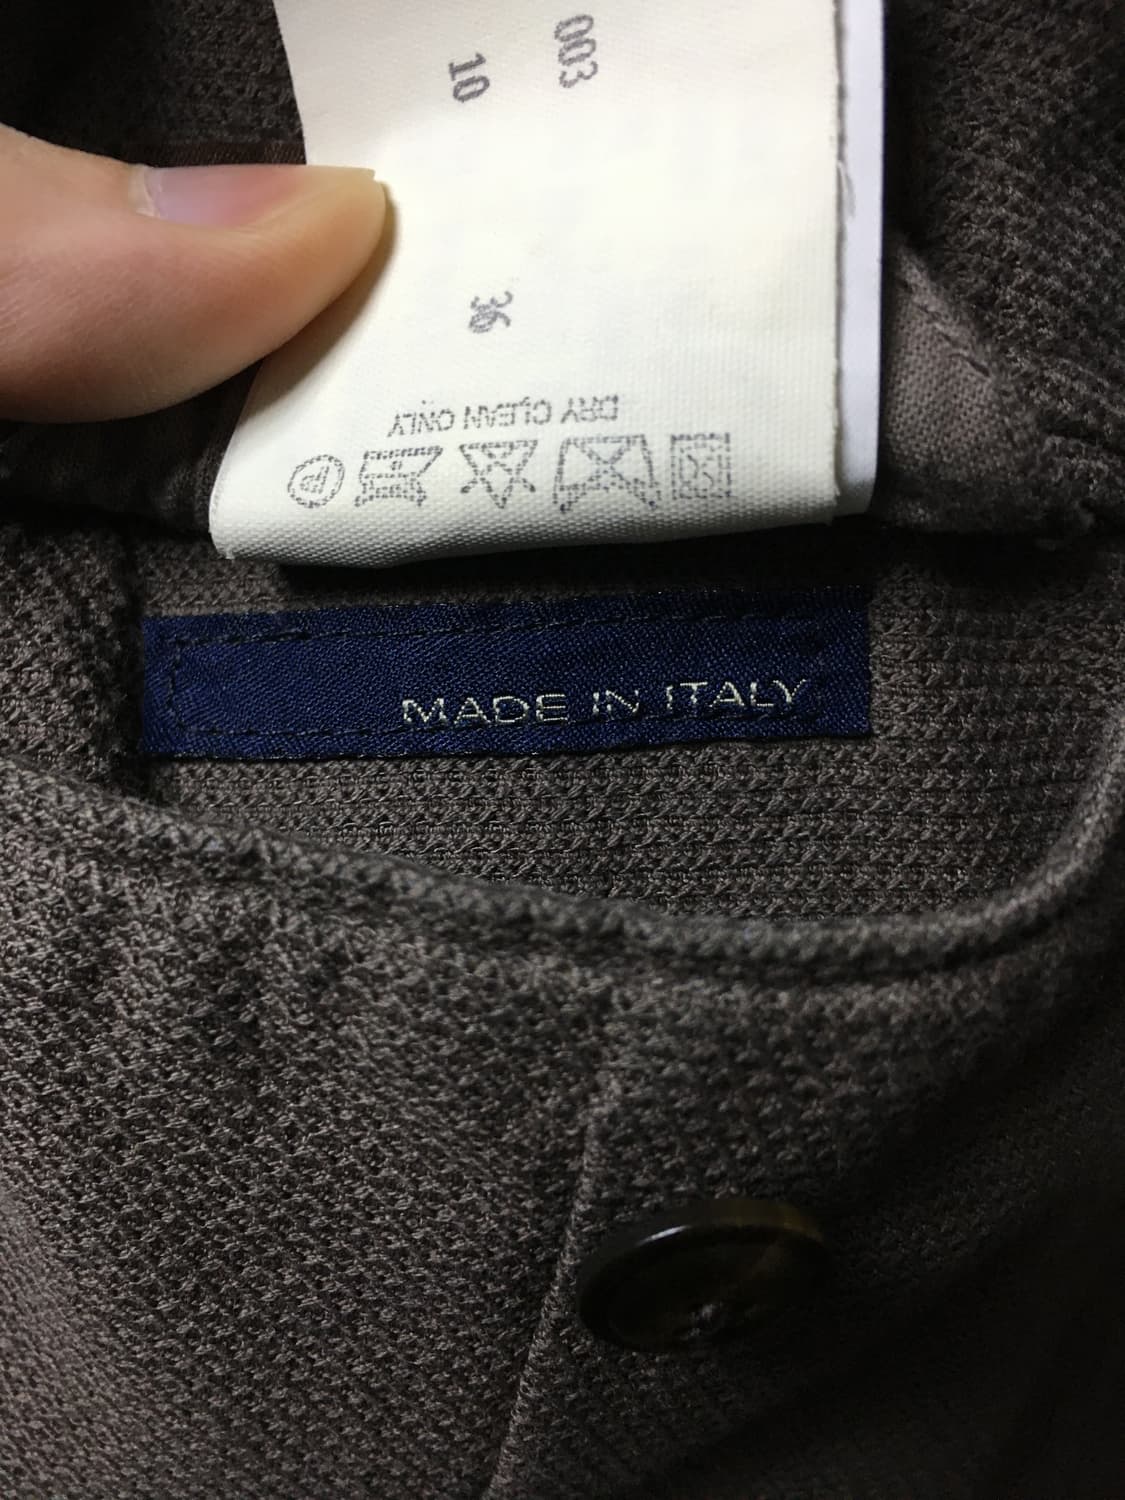 003
10
36
DRY CLEAN ONLY
P
MADE IN ITALY